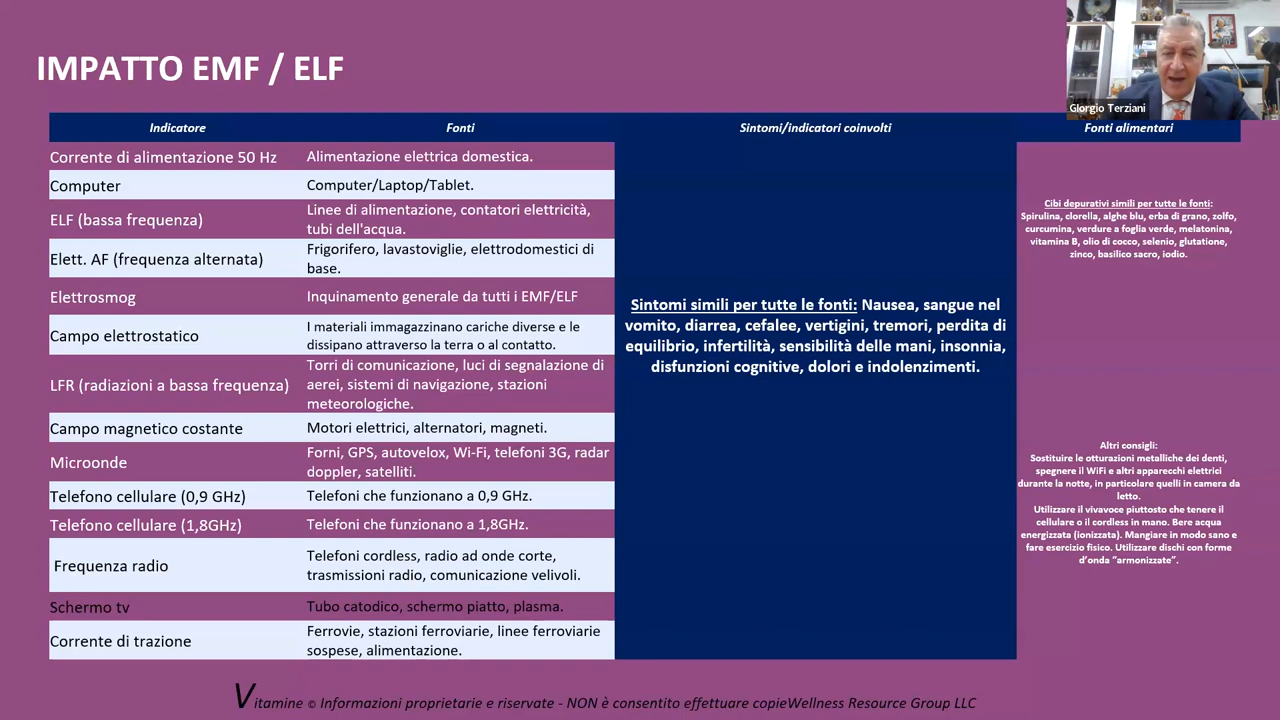 IMPATTO EMF / ELF
GIorgio Terziani
Indicatore
Fonti
Sintomi/indicatori coinvolti
Fonti alimentari
Corrente di alimentazione 50 Hz
Alimentazione elettrica domestica.
Computer
Computer/Laptop/Tablet.
ELF (bassa frequenza)
Linee di alimentazione, contatori elettricità,
tubi dell'acqua.
Elett. AF (frequenza alternata)
Frigorifero, lavastoviglie, elettrodomestici di
base.
Elettrosmog
Inquinamento generale da tutti i EMF/ELF
Campo elettrostatico
I materiali immagazzinano cariche diverse e le
dissipano attraverso la terra o al contatto.
LFR (radiazioni a bassa frequenza)
Torri di comunicazione, luci di segnalazione di
aerei, sistemi di navigazione, stazioni
meteorologiche.
Campo magnetico costante
Motori elettrici, alternatori, magneti.
Microonde
Forni, GPS, autovelox, Wi-Fi, telefoni 3G, radar
doppler, satelliti.
Telefono cellulare (0,9 GHz)
Telefoni che funzionano a 0,9 GHz.
Telefono cellulare (1,8GHz)
Telefoni che funzionano a 1,8GHz.
Frequenza radio
Telefoni cordless, radio ad onde corte,
trasmissioni radio, comunicazione velivoli.
Schermo tv
Tubo catodico, schermo piatto, plasma.
Corrente di trazione
Ferrovie, stazioni ferroviarie, linee ferroviarie
sospese, alimentazione.
Sintomi simili per tutte le fonti: Nausea, sangue nel
vomito, diarrea, cefalee, vertigini, tremori, perdita di
equilibrio, infertilità, sensibilità delle mani, insonnia,
disfunzioni cognitive, dolori e indolenzimenti.
Cibi depurativi simili per tutte le fonti:
Spirulina, clorella, alghe blu, erba di grano, zolfo,
curcumina, verdure a foglia verde, melatonina,
vitamina B, olio di cocco, selenio, glutatione,
zinco, basilico sacro, iodio.
Altri consigli:
Sostituire le otturazioni metalliche dei denti,
spegnere il WiFi e altri apparecchi elettrici
durante la notte, in particolare quelli in camera da
letto.
Utilizzare il vivavoce piuttosto che tenere il
cellulare o il cordless in mano. Bere acqua
energizzata (ionizzata). Mangiare in modo sano e
fare esercizio fisico. Utilizzare dischi con forme
d'onda "armonizzate".
Vitamine © Informazioni proprietarie e riservate - NON è consentito effettuare copieWellness Resource Group LLC